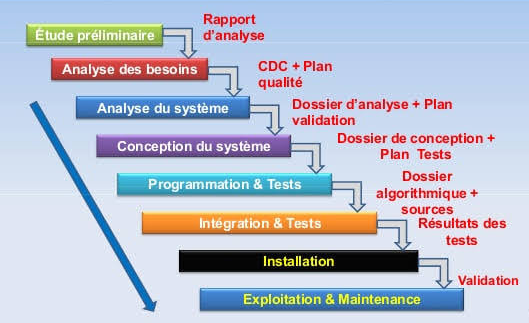 Étude préliminaire
Rapport
d'analyse
Analyse des besoins
CDC + Plan
qualité
Analyse du système
Dossier d'analyse + Plan
validation
Conception du système
Dossier de conception +
Plan Tests
Programmation & Tests
Dossier
algorithmique +
sources
Intégration & Tests
Résultats des
tests
Installation
Validation
Exploitation & Maintenance